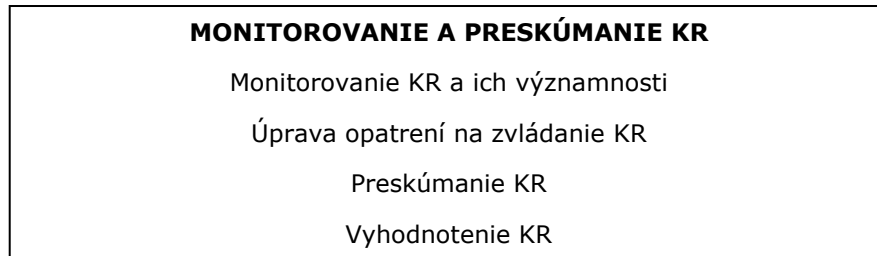 MONITOROVANIE A PRESKÚMANIE KR
Monitorovanie KR a ich významnosti
Úprava opatrení na zvládanie KR
Preskúmanie KR
Vyhodnotenie KR